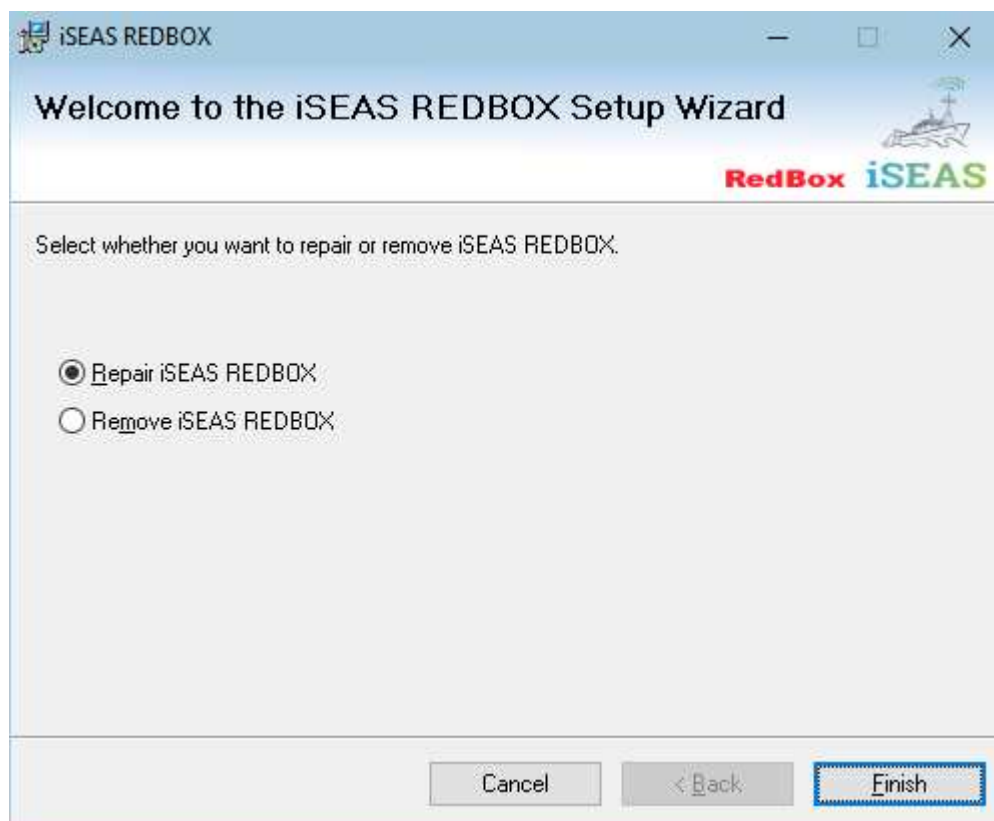 iSEAS REDBOX
Welcome to the iSEAS REDBOX Setup Wizard
RedBox iSEAS
Select whether you want to repair or remove iSEAS REDBOX.
Repair iSEAS REDBOX
Remove iSEAS REDBOX
Cancel < Back Finish